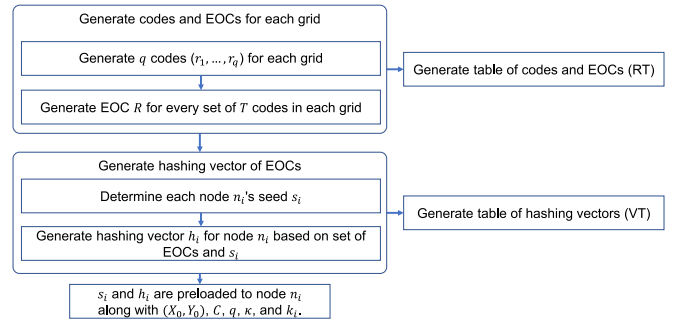 Generate codes and EOCs for each grid
Generate q codes (r₁, …, r_q) for each grid
Generate table of codes and EOCs (RT)
Generate EOC R for every set of T codes in each grid
Generate hashing vector of EOCs
Determine each node nᵢ's seed sᵢ
Generate table of hashing vectors (VT)
Generate hashing vector hᵢ for node nᵢ based on set of
EOCs and sᵢ
sᵢ and hᵢ are preloaded to node nᵢ
along with (X₀, Y₀), C, q, κ, and kᵢ.